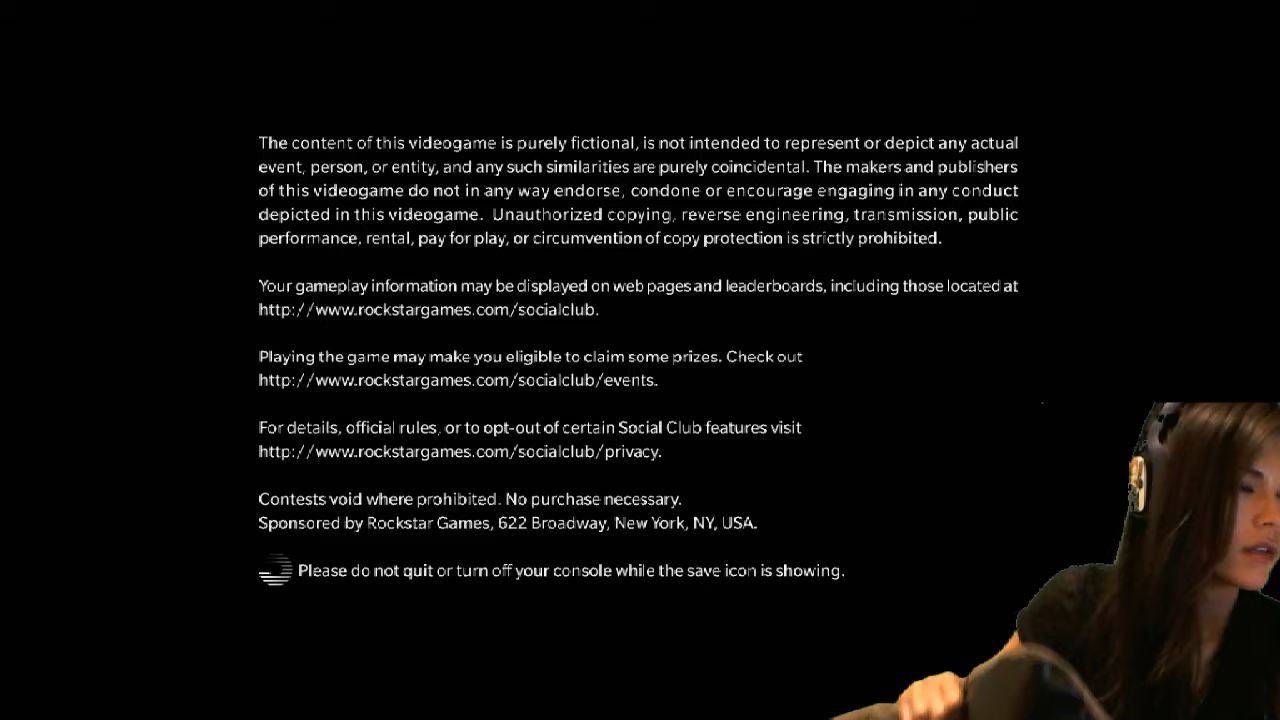 The content of this videogame is purely fictional, is not intended to represent or depict any actual
event, person, or entity, and any such similarities are purely coincidental. The makers and publishers
of this videogame do not in any way endorse, condone or encourage engaging in any conduct
depicted in this videogame. Unauthorized copying, reverse engineering, transmission, public
performance, rental, pay for play, or circumvention of copy protection is strictly prohibited.
Your gameplay information may be displayed on web pages and leaderboards, including those located at
http://www.rockstargames.com/socialclub.
Playing the game may make you eligible to claim some prizes. Check out
http://www.rockstargames.com/socialclub/events.
For details, official rules, or to opt-out of certain Social Club features visit
http://www.rockstargames.com/socialclub/privacy.
Contests void where prohibited. No purchase necessary.
Sponsored by Rockstar Games, 622 Broadway, New York, NY, USA.
Please do not quit or turn off your console while the save icon is showing.